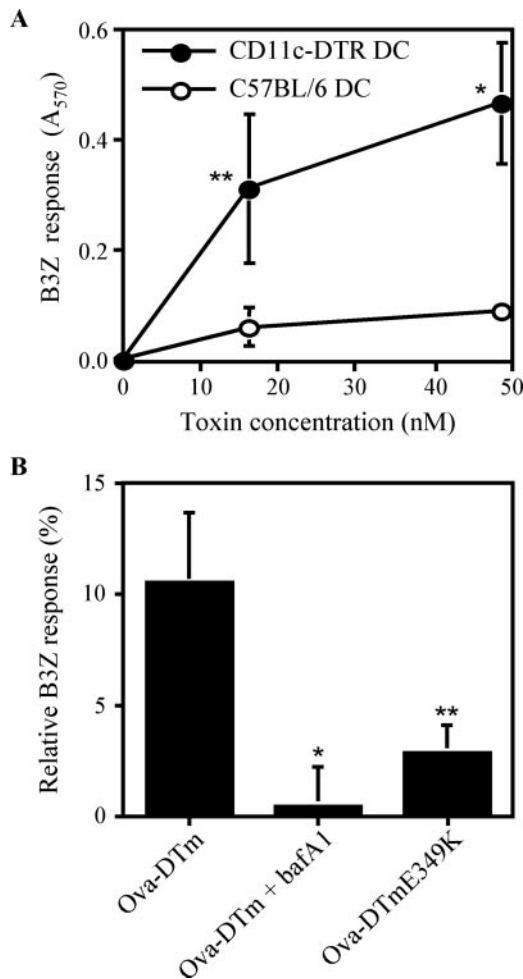 A
CD11c-DTR DC
C57BL/6 DC
B3Z response (A570)
0.6
0.4
0.2
0.0
**
*
0 10 20 30 40 50
Toxin concentration (nM)
B
Relative B3Z response (%)
15
10
5
0
*
**
Ova-DTm
Ova-DTm + bafA1
Ova-DTmE349K